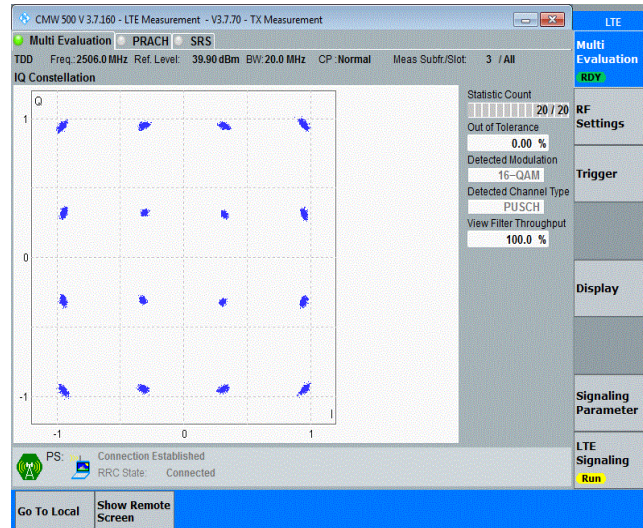 CMW 500 V 3.7.160 - LTE Measurement - V3.7.70 - TX Measurement
LTE
Multi Evaluation PRACH SRS
Multi
Evaluation
RDY
TDD Freq.: 2506.0 MHz Ref. Level: 39.90 dBm BW: 20.0 MHz CP : Normal Meas Subfr./Slot: 3 / All
IQ Constellation
Statistic Count
20 / 20
Out of Tolerance
0.00 %
Detected Modulation
16-QAM
Detected Channel Type
PUSCH
View Filter Throughput
100.0 %
RF
Settings
Trigger
Display
Signaling
Parameter
LTE
Signaling
Run
Q
1
0
-1
I
-1 0 1
PS: Connection Established
RRC State: Connected
Go To Local
Show Remote
Screen